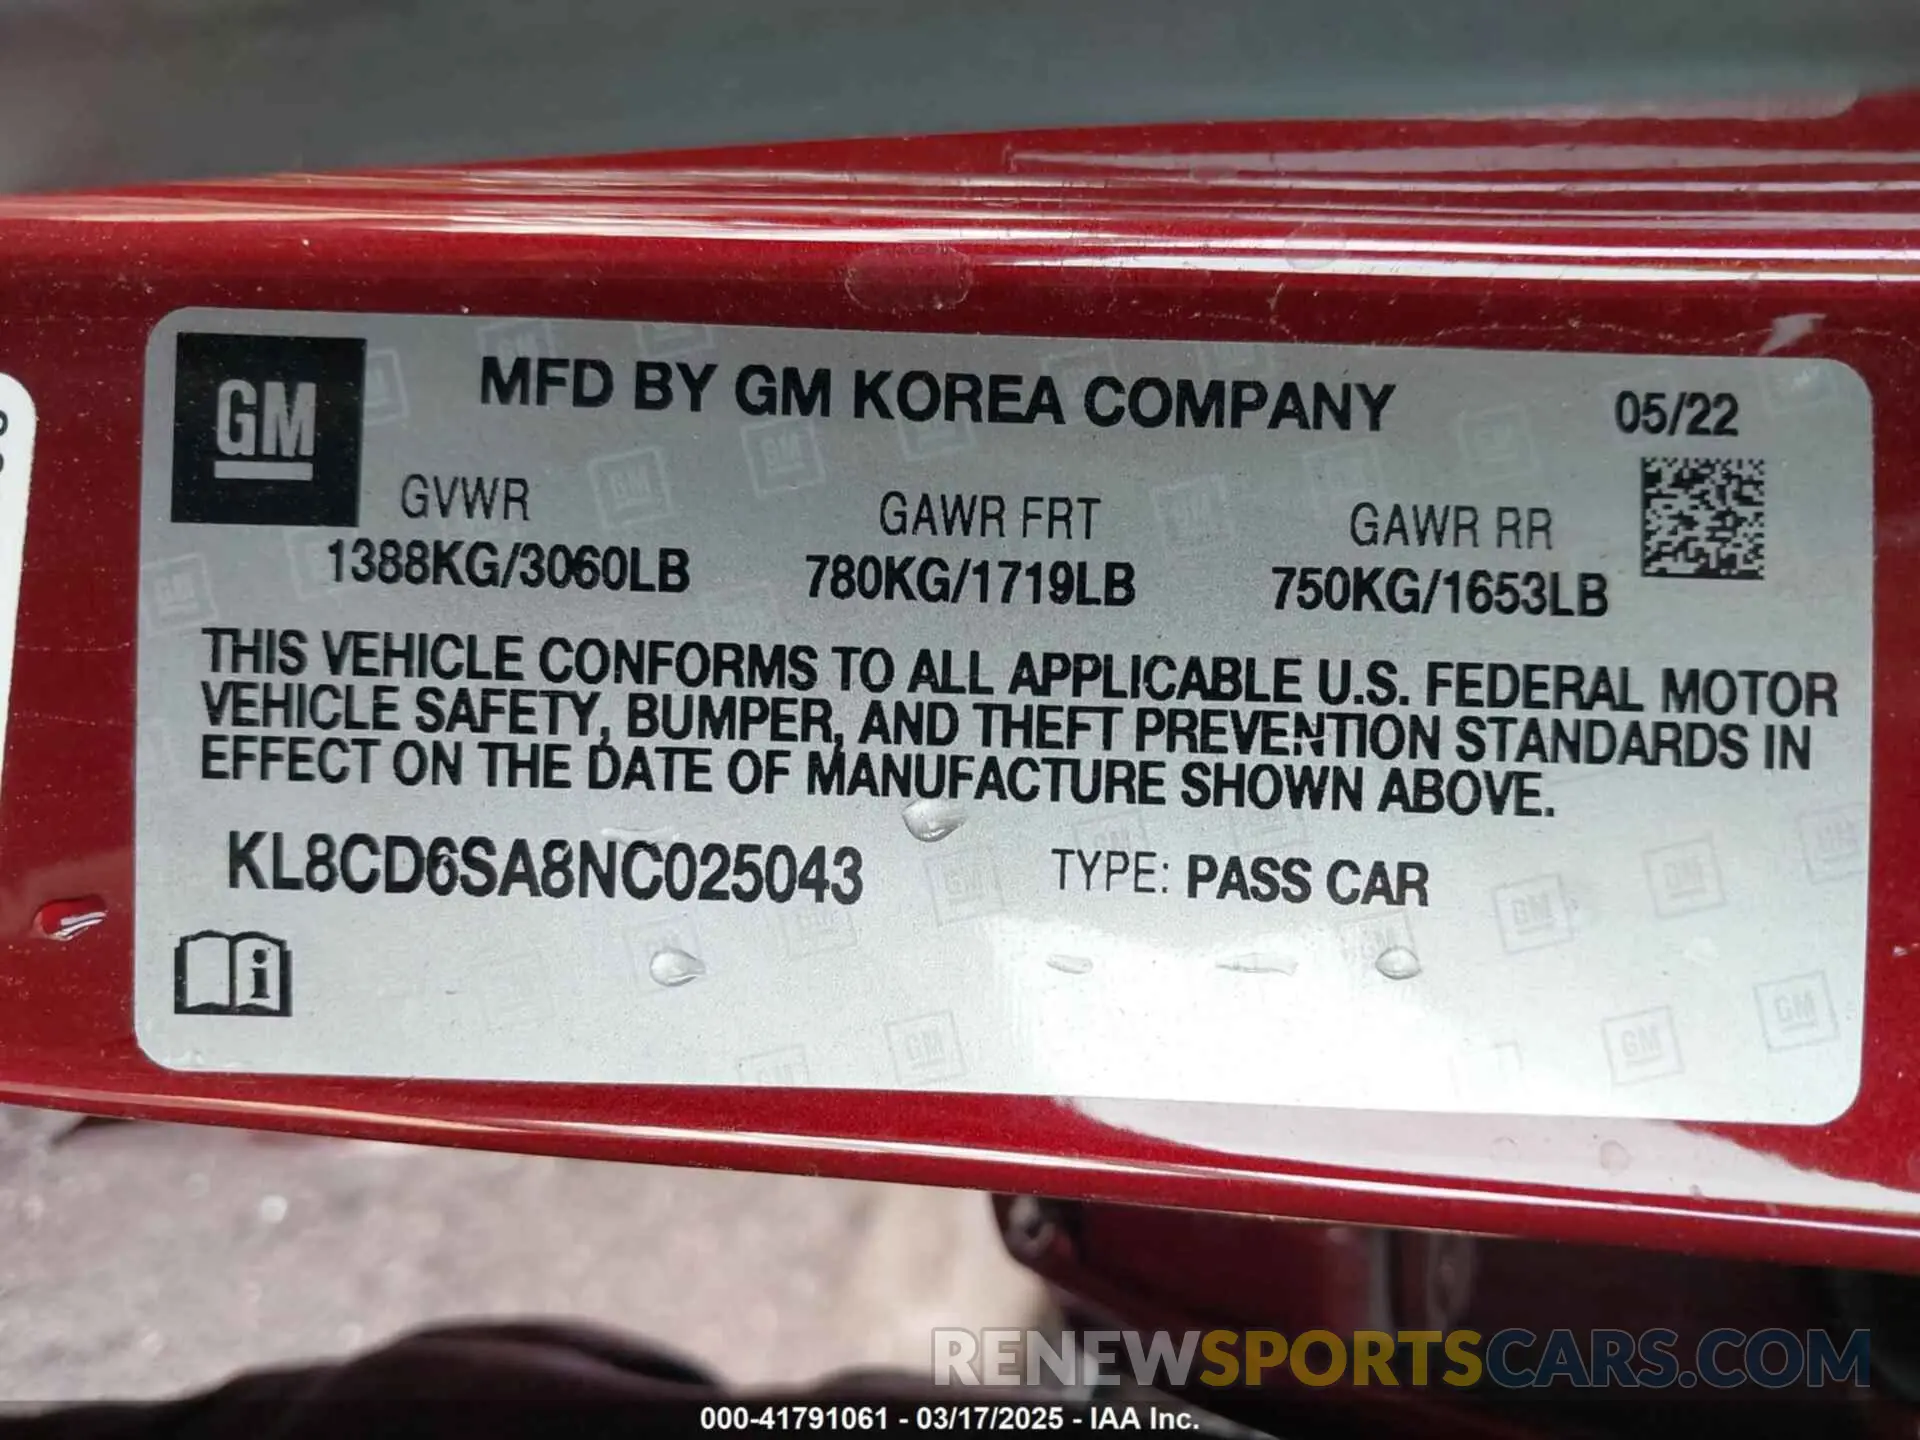 GM
MFD BY GM KOREA COMPANY
05/22
GVWR
GAWR FRT
GAWR RR
1388KG/3060LB
780KG/1719LB
750KG/1653LB
THIS VEHICLE CONFORMS TO ALL APPLICABLE U.S. FEDERAL MOTOR
VEHICLE SAFETY, BUMPER, AND THEFT PREVENTION STANDARDS IN
EFFECT ON THE DATE OF MANUFACTURE SHOWN ABOVE.
KL8CD6SA8NC025043
TYPE: PASS CAR
i
RENEWSPORTSCARS.COM
000-41791061 - 03/17/2025 - IAA Inc.